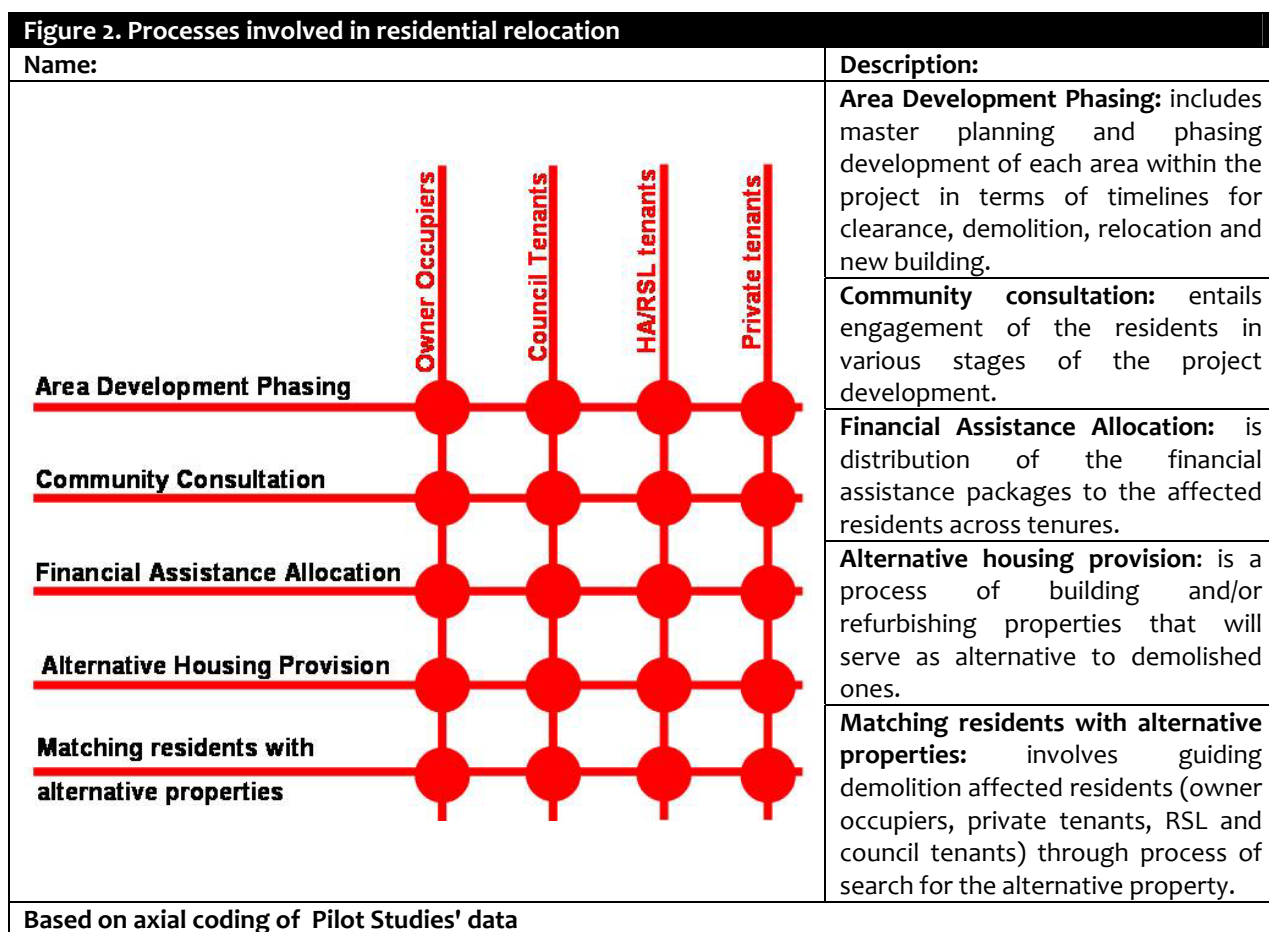 Figure 2. Processes involved in residential relocation
Name:
Description:
Owner Occupiers
Council Tenants
HA/RSL tenants
Private tenants
Area Development Phasing
Community Consultation
Financial Assistance Allocation
Alternative Housing Provision
Matching residents with
alternative properties
Area Development Phasing: includes
master planning and phasing
development of each area within the
project in terms of timelines for
clearance, demolition, relocation and
new building.
Community consultation: entails
engagement of the residents in
various stages of the project
development.
Financial Assistance Allocation: is
distribution of the financial
assistance packages to the affected
residents across tenures.
Alternative housing provision: is a
process of building and/or
refurbishing properties that will
serve as alternative to demolished
ones.
Matching residents with alternative
properties: involves guiding
demolition affected residents (owner
occupiers, private tenants, RSL and
council tenants) through process of
search for the alternative property.
Based on axial coding of Pilot Studies' data